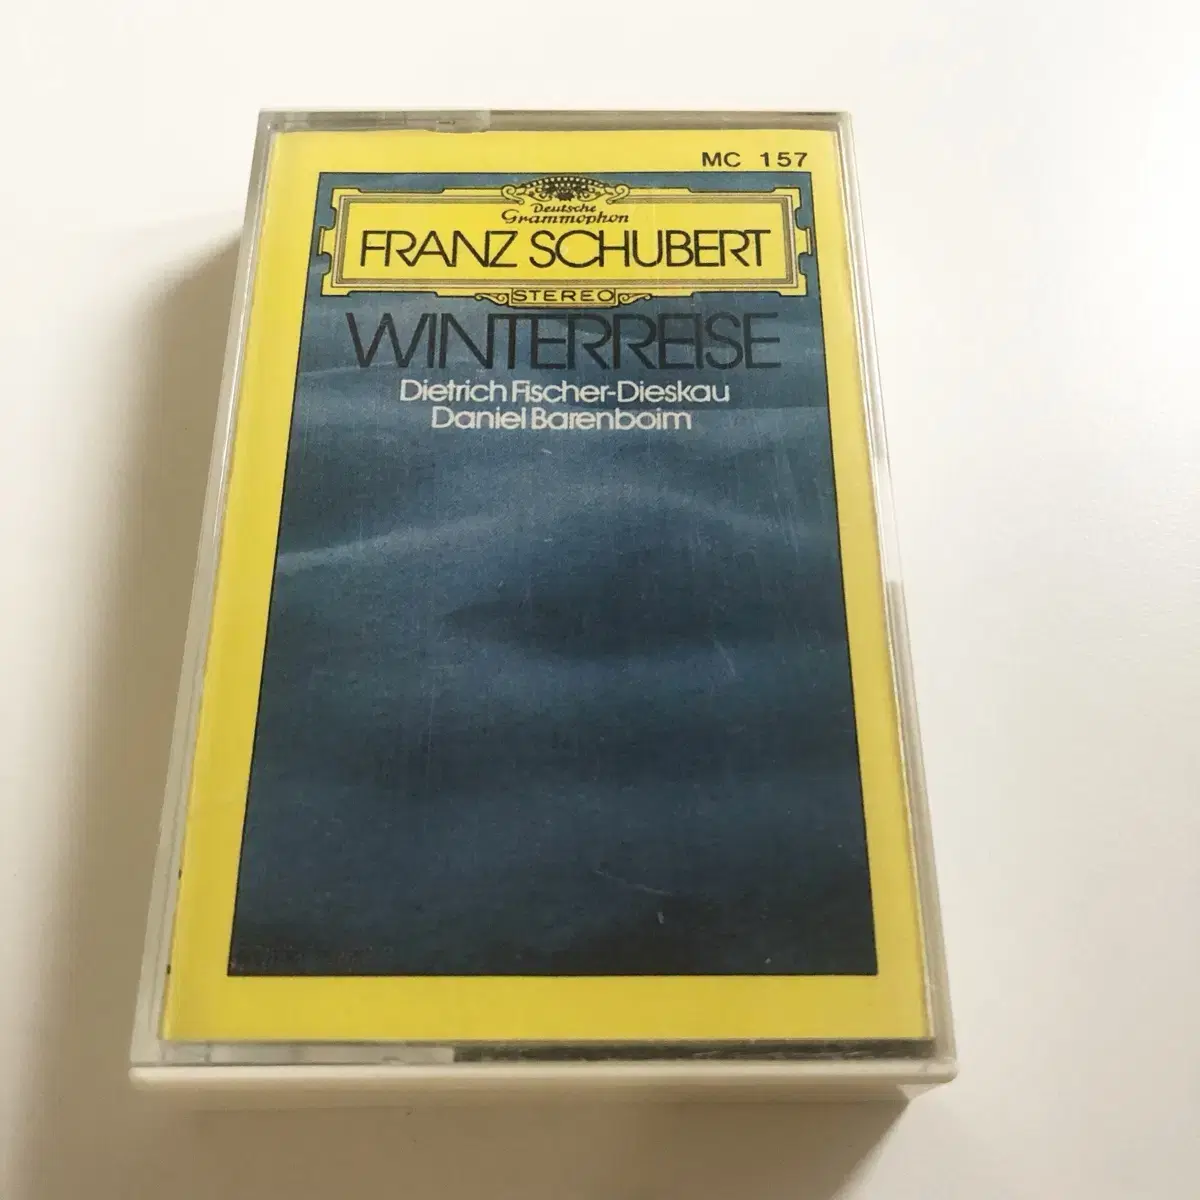 MC 157
Deutsche
Grammophon
FRANZ SCHUBERT
STEREO
WINTERREISE
Dietrich Fischer-Dieskau
Daniel Barenboim